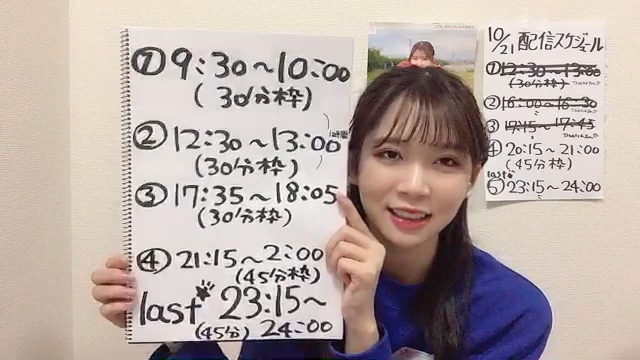 ① 9:30～10:00
(30分枠)
② 12:30～13:00
(30分枠)
③ 17:35～18:05
(30分枠)
④ 21:15～2:00
(45分枠)
last 23:15～
(45分) 24:00
10/21 配信スケジュール
① 12:30～13:00
(30分枠)
② 16:00～16:30
③ 17:15～17:45
④ 20:15～21:00
(45分枠)
last
⑤ 23:15～24:00